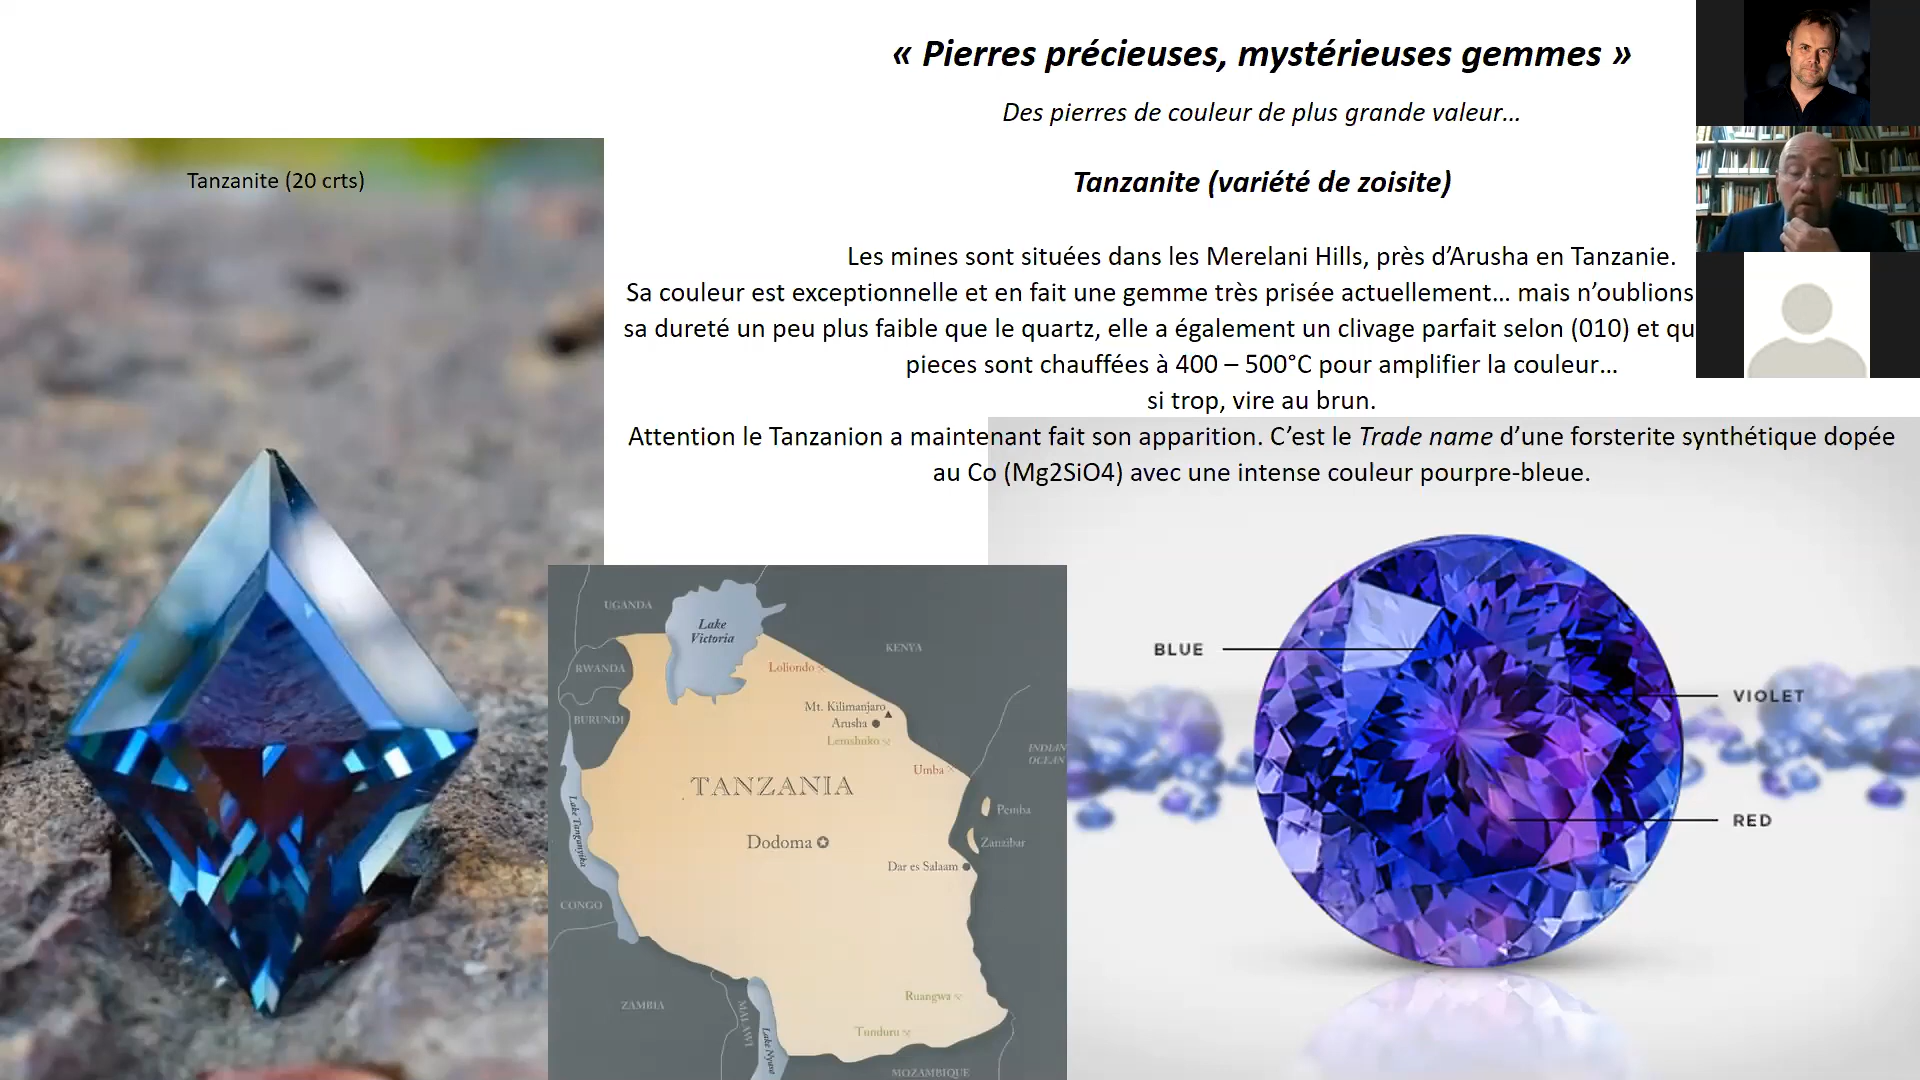 « Pierres précieuses, mystérieuses gemmes »
Des pierres de couleur de plus grande valeur…
Tanzanite (20 crts)
Tanzanite (variété de zoisite)
Les mines sont situées dans les Merelani Hills, près d’Arusha en Tanzanie.
Sa couleur est exceptionnelle et en fait une gemme très prisée actuellement… mais n’oublions
sa dureté un peu plus faible que le quartz, elle a également un clivage parfait selon (010) et qu
pieces sont chauffées à 400 – 500°C pour amplifier la couleur…
si trop, vire au brun.
Attention le Tanzanion a maintenant fait son apparition. C’est le Trade name d’une forsterite synthétique dopée
au Co (Mg2SiO4) avec une intense couleur pourpre-bleue.
UGANDA
Lake
Victoria
KENYA
RWANDA
Loliondo
Mt. Kilimanjaro
BURUNDI
Arusha
Lemshuko
INDIAN
OCEAN
Umba
TANZANIA
Lake Tanganyika
Pemba
Dodoma
Zanzibar
Dar es Salaam
CONGO
Ruangwa
ZAMBIA
MALAWI
Tunduru
Lake Nyasa
MOZAMBIQUE
BLUE
VIOLET
RED